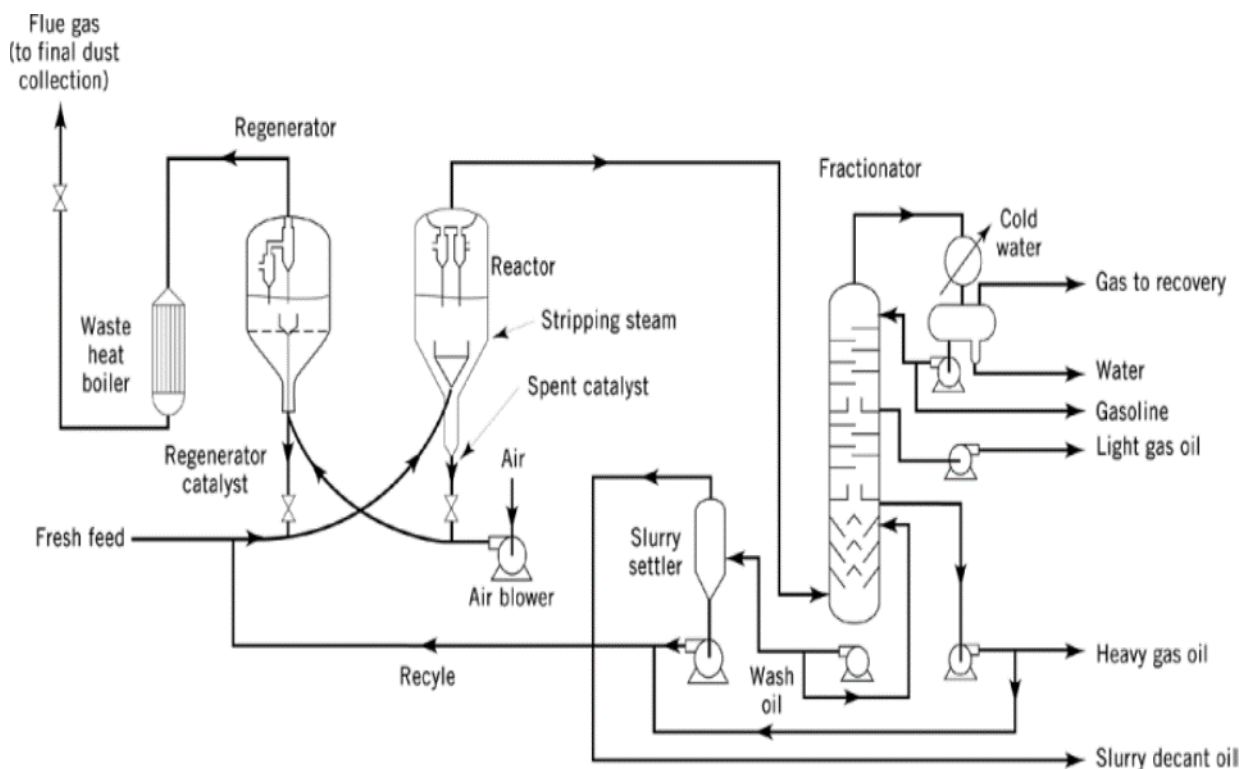 Flue gas
(to final dust
collection)
Regenerator
Fractionator
Cold
water
Reactor
Gas to recovery
Stripping steam
Waste
heat
boiler
Water
Spent catalyst
Gasoline
Light gas oil
Regenerator
catalyst
Air
Fresh feed
Slurry
settler
Air blower
Heavy gas oil
Recyle
Wash
oil
Slurry decant oil